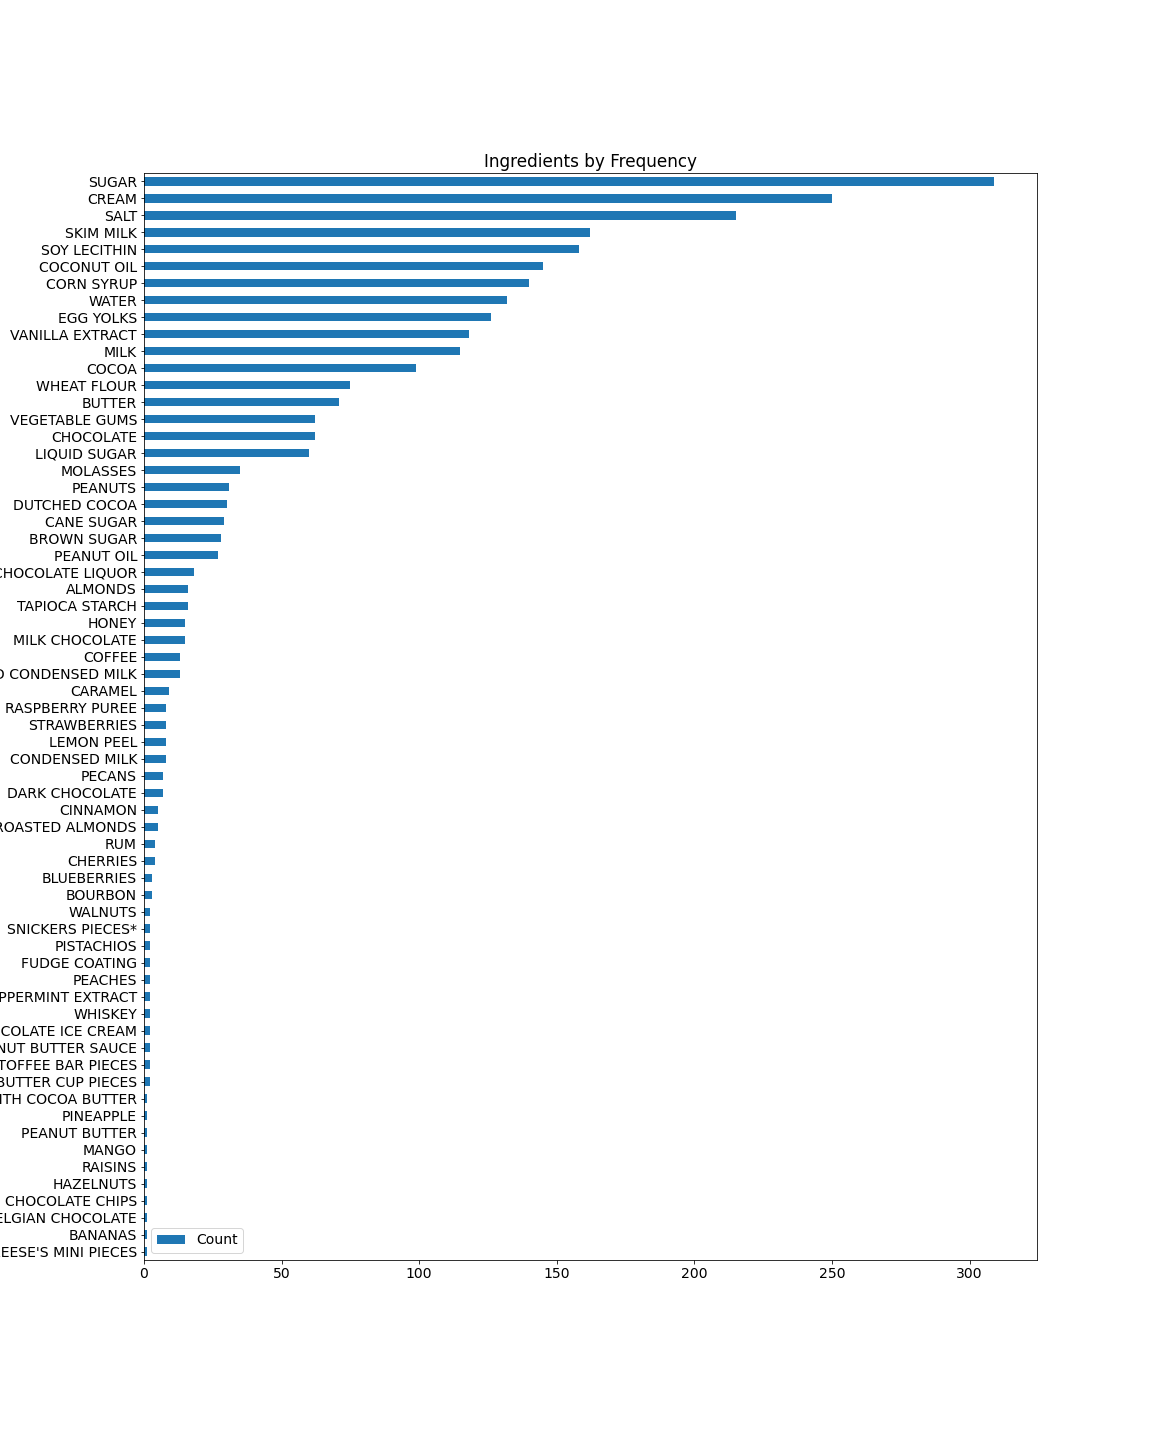 Ingredients by Frequency
SUGAR
CREAM
SALT
SKIM MILK
SOY LECITHIN
COCONUT OIL
CORN SYRUP
WATER
EGG YOLKS
VANILLA EXTRACT
MILK
COCOA
WHEAT FLOUR
BUTTER
VEGETABLE GUMS
CHOCOLATE
LIQUID SUGAR
MOLASSES
PEANUTS
DUTCHED COCOA
CANE SUGAR
BROWN SUGAR
PEANUT OIL
CHOCOLATE LIQUOR
ALMONDS
TAPIOCA STARCH
HONEY
MILK CHOCOLATE
COFFEE
CONDENSED MILK
CARAMEL
RASPBERRY PUREE
STRAWBERRIES
LEMON PEEL
CONDENSED MILK
PECANS
DARK CHOCOLATE
CINNAMON
ROASTED ALMONDS
RUM
CHERRIES
BLUEBERRIES
BOURBON
WALNUTS
SNICKERS PIECES*
PISTACHIOS
FUDGE COATING
PEACHES
PPERMINT EXTRACT
WHISKEY
COLATE ICE CREAM
NUT BUTTER SAUCE
TOFFEE BAR PIECES
BUTTER CUP PIECES
ITH COCOA BUTTER
PINEAPPLE
PEANUT BUTTER
MANGO
RAISINS
HAZELNUTS
CHOCOLATE CHIPS
ELGIAN CHOCOLATE
BANANAS
EESE'S MINI PIECES
Count
0 50 100 150 200 250 300